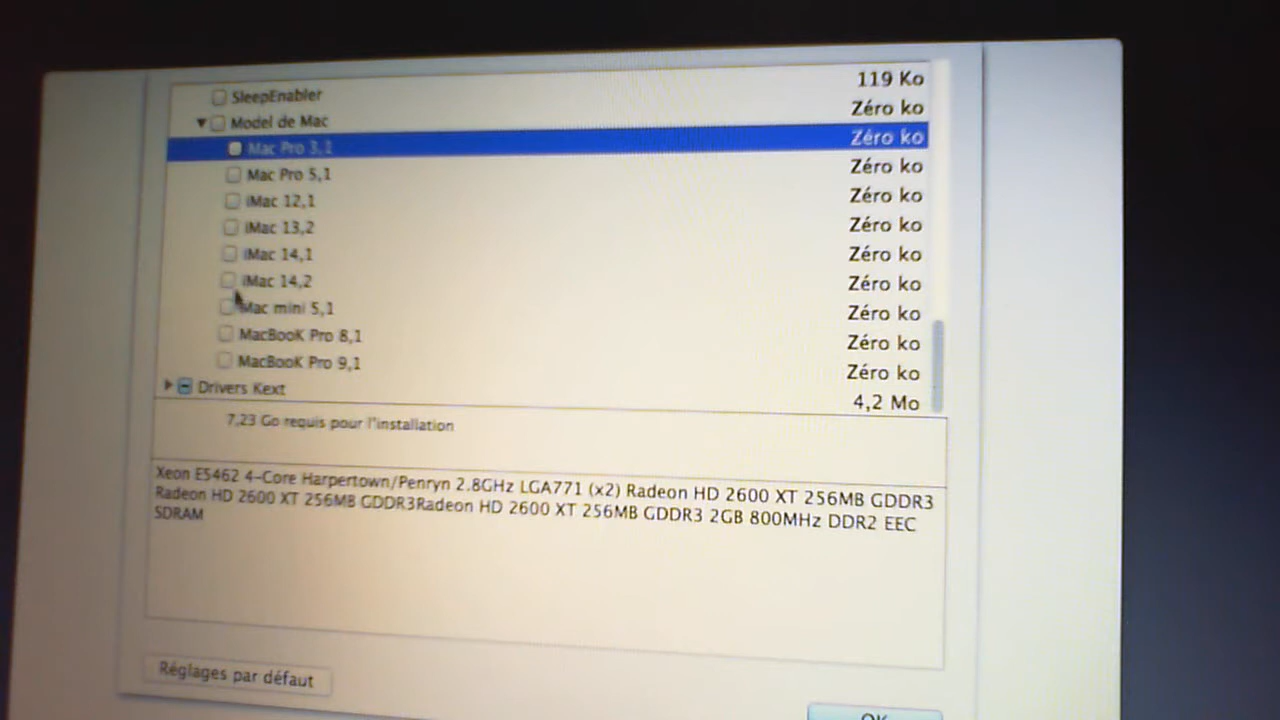 SleepEnabler 119 Ko
Model de Mac Zéro ko
Mac Pro 3,1 Zéro ko
Mac Pro 5,1 Zéro ko
iMac 12,1 Zéro ko
iMac 13,2 Zéro ko
iMac 14,1 Zéro ko
iMac 14,2 Zéro ko
Mac mini 5,1 Zéro ko
MacBooK Pro 8,1 Zéro ko
MacBooK Pro 9,1 Zéro ko
Drivers Kext 4,2 Mo
7,23 Go requis pour l'installation
Xeon E5462 4-Core Harpertown/Penryn 2.8GHz LGA771 (x2) Radeon HD 2600 XT 256MB GDDR3
Radeon HD 2600 XT 256MB GDDR3Radeon HD 2600 XT 256MB GDDR3 2GB 800MHz DDR2 EEC
SDRAM
Réglages par défaut
OK